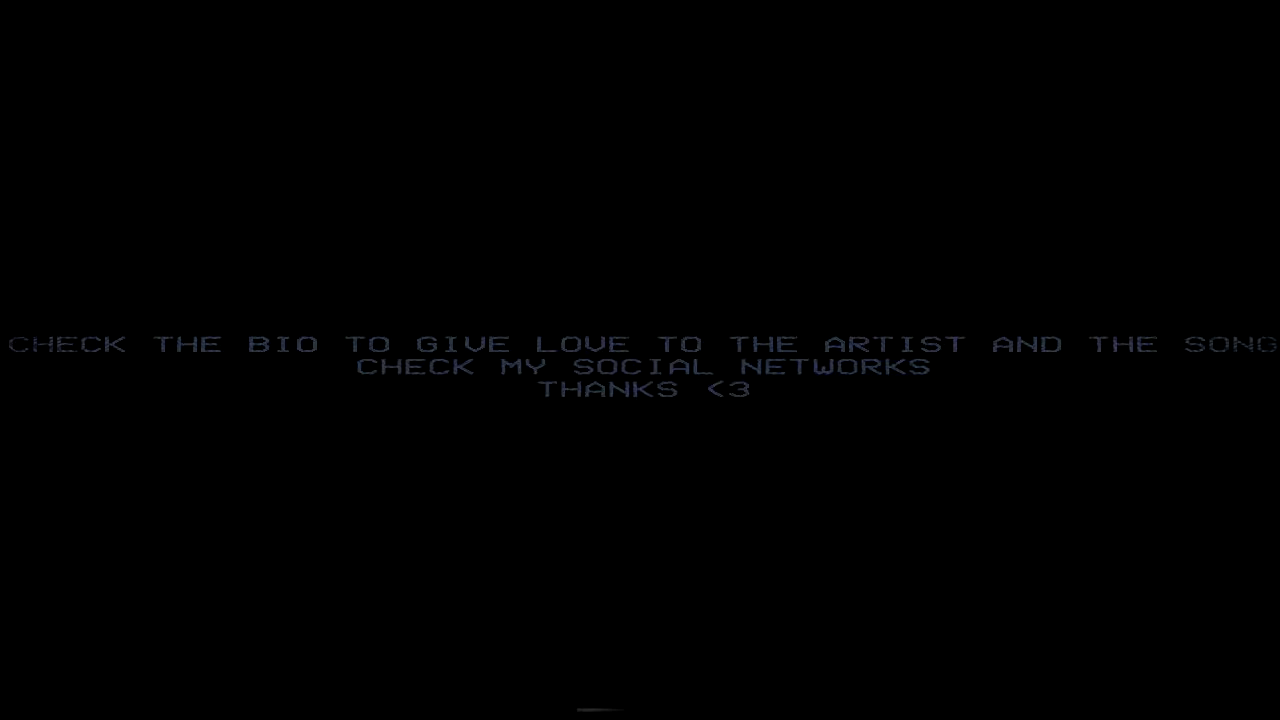 CHECK THE BIO TO GIVE LOVE TO THE ARTIST AND THE SONG
CHECK MY SOCIAL NETWORKS
THANKS <3